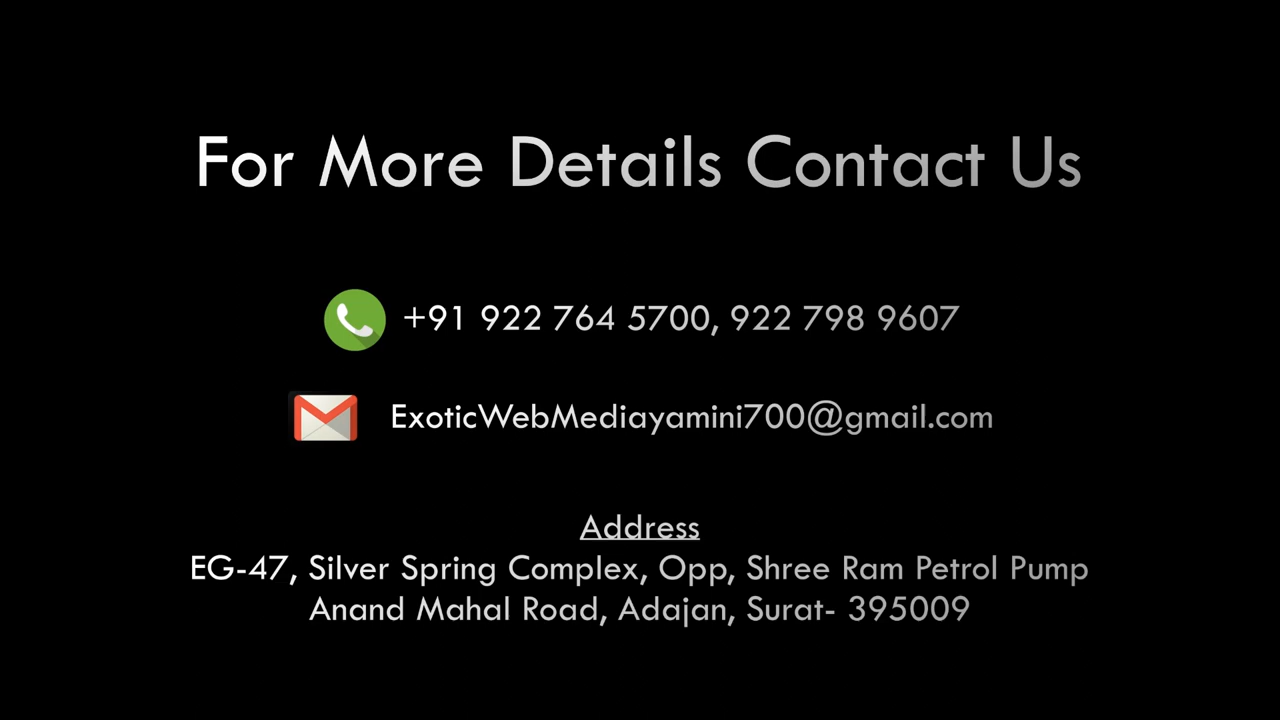 For More Details Contact Us
+91 922 764 5700, 922 798 9607
ExoticWebMediayamini700@gmail.com
Address
EG-47, Silver Spring Complex, Opp, Shree Ram Petrol Pump
Anand Mahal Road, Adajan, Surat- 395009